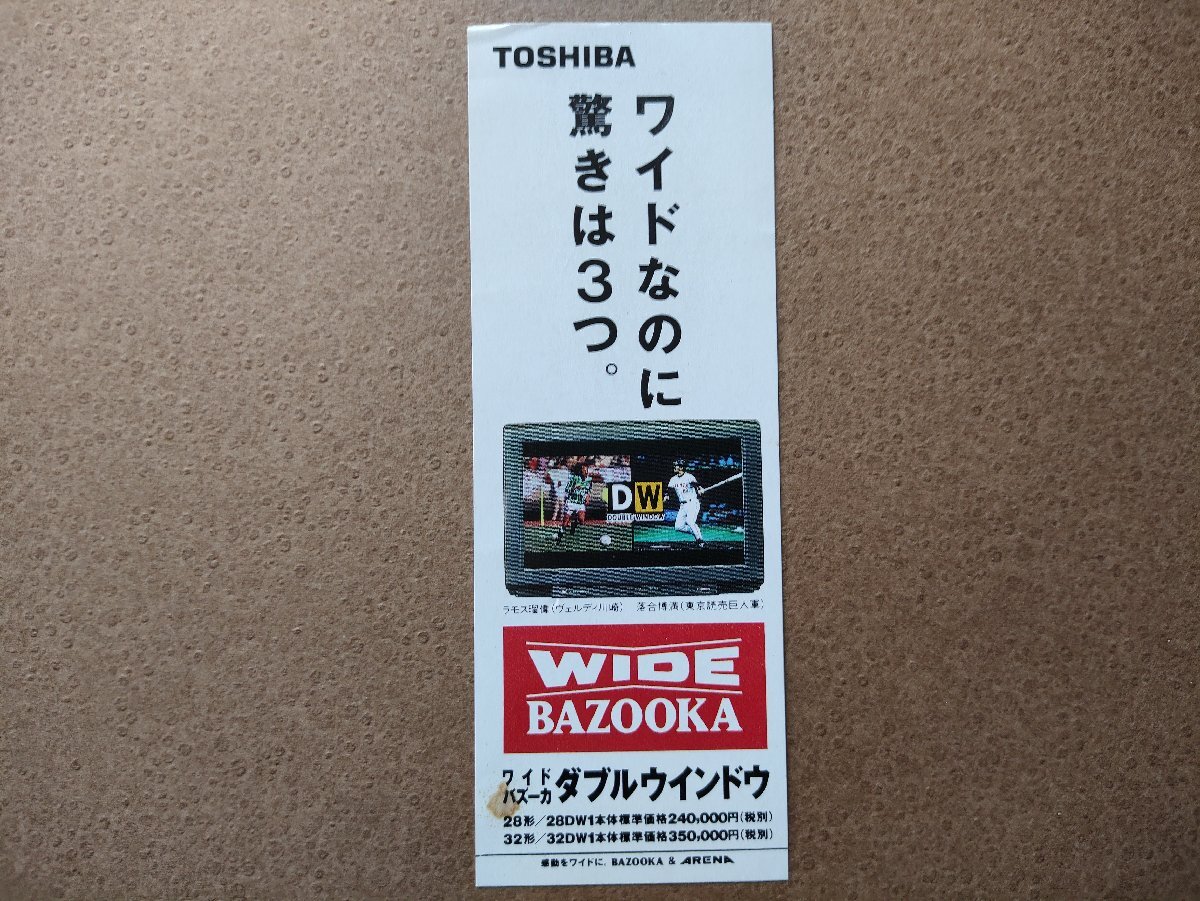 TOSHIBA
ワイドなのに
驚きは3つ。
DW
DOUBLE WINDOW
ラモス瑠偉(ヴェルディ川崎) 落合博満(東京読売巨人軍)
WIDE
BAZOOKA
ワイド
バズーカ ダブルウインドウ
28形/28DW1本体標準価格240,000円(税別)
32形/32DW1本体標準価格350,000円(税別)
感動をワイドに。BAZOOKA & ARENA